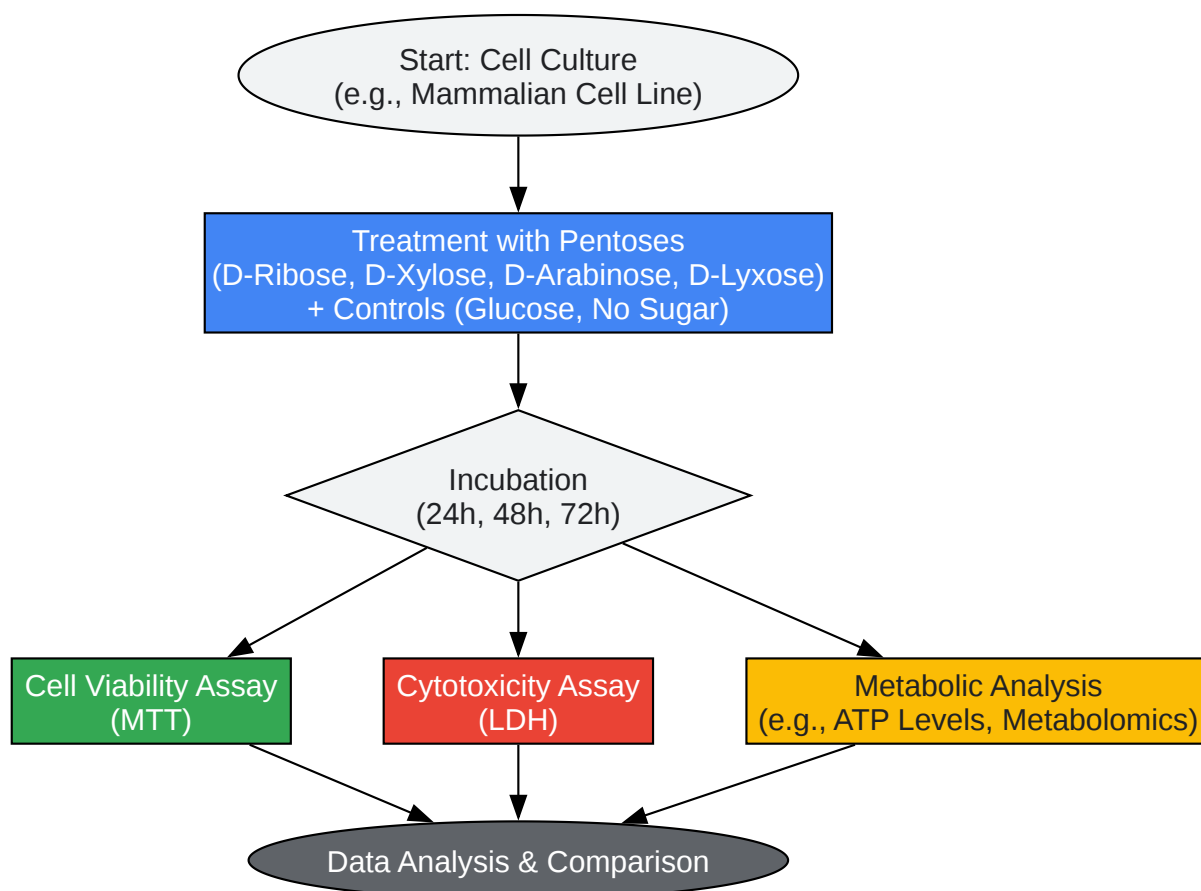 Start: Cell Culture
(e.g., Mammalian Cell Line)
Treatment with Pentoses
(D-Ribose, D-Xylose, D-Arabinose, D-Lyxose)
+ Controls (Glucose, No Sugar)
Incubation
(24h, 48h, 72h)
Cell Viability Assay
(MTT)
Cytotoxicity Assay
(LDH)
Metabolic Analysis
(e.g., ATP Levels, Metabolomics)
Data Analysis & Comparison